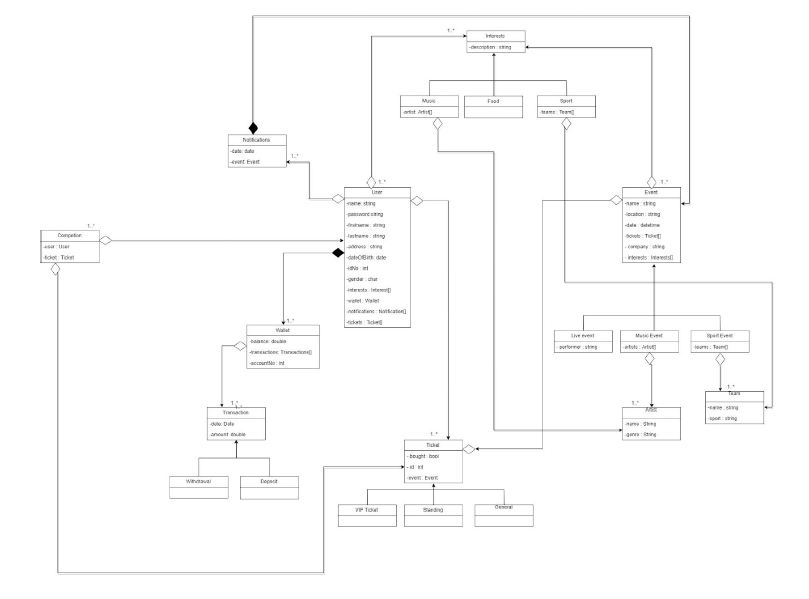 1..*
Interests
-description : string
Music
-artist: Artist[]
Food
Sport
-teams : Team[]
Notifications
-date: date
-event: Event
1..*
1..*
User
-name: string
-password:string
-firstname : string
-lastname : string
-address : string
-dateOfBirth: date
-idNo : int
-gender : char
-interests : Interest[]
-wallet : Wallet
-notifications : Notification[]
-tickets : Ticket[]
1..*
Event
-name : string
-location : string
-date : datetime
-tickets : Ticket[]
- company : string
- interests : Interests[]
1..*
-user : User
-ticket : Ticket
1..*
Wallet
-balance: double
-transactions: Transactions[]
-accountNo : int
Live event
- performer : string
Music Event
-artists : Artist[]
Sport Event
-teams : Team[]
1..*
Team
-name : string
-sport : string
1..*
Artist
-name : String
-genre : String
1..*
1..*
Transaction
-date: Date
-amount: double
Withdrawal
Deposit
1..*
Ticket
- bought : bool
- id : int
-event : Event
VIP Ticket
Standing
General